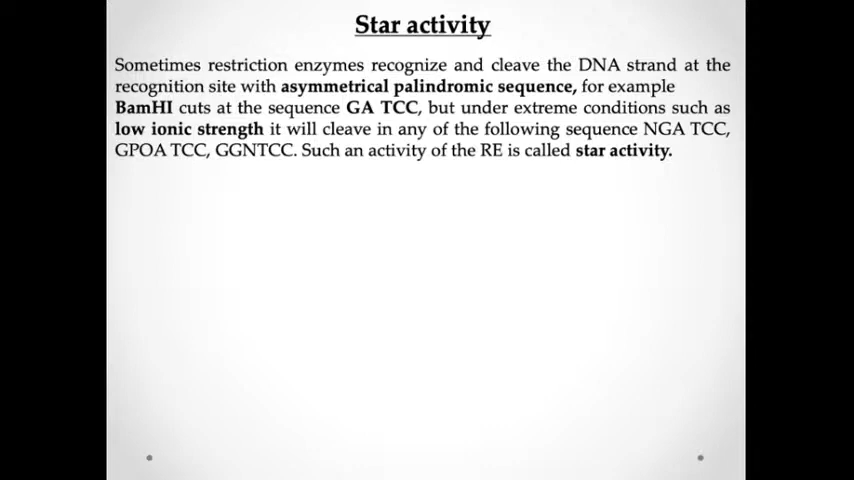 Star activity
Sometimes restriction enzymes recognize and cleave the DNA strand at the
recognition site with asymmetrical palindromic sequence, for example
BamHI cuts at the sequence GA TCC, but under extreme conditions such as
low ionic strength it will cleave in any of the following sequence NGA TCC,
GPOA TCC, GGNTCC. Such an activity of the RE is called star activity.